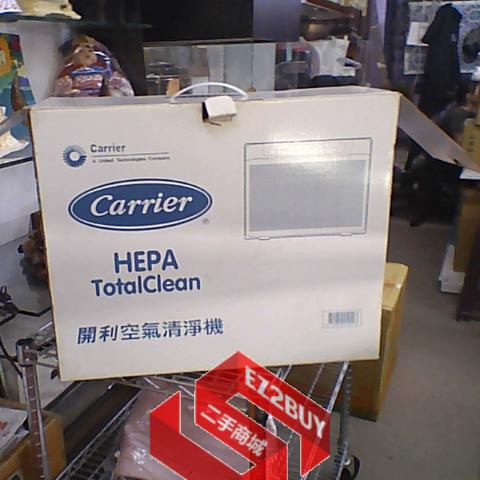 Carrier
A United Technologies Company
Carrier
HEPA
TotalClean
開利空氣清淨機
EZ2BUY
二手商城